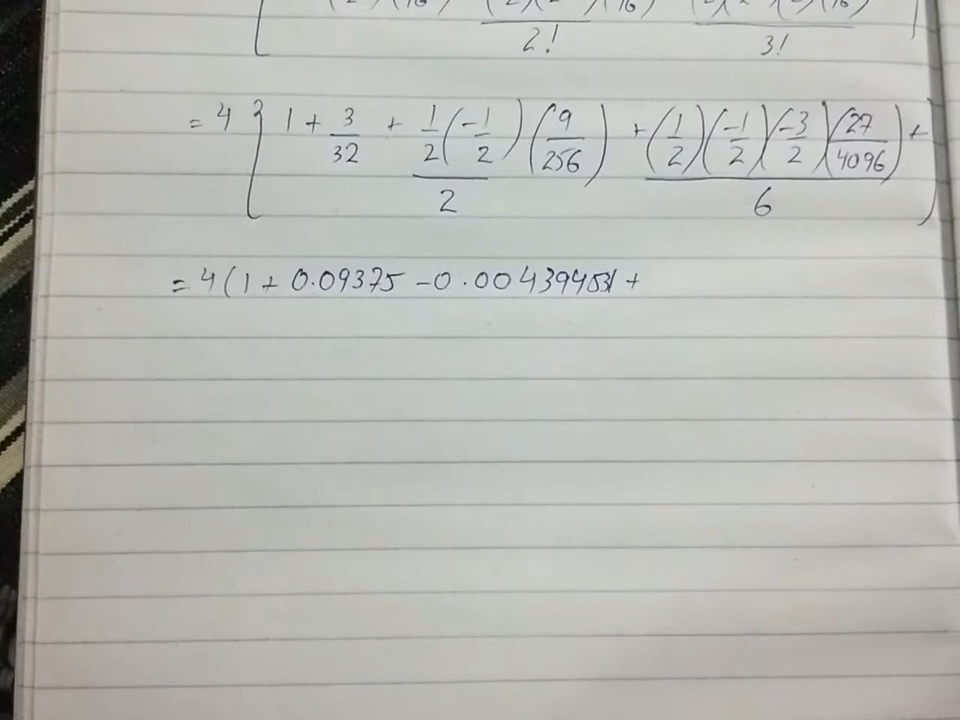 2! 3!
= 4 { 1 + 3/32 + 1/2(-1/2)(9/256)/2 + (1/2)(-1/2)(-3/2)(27/4096)/6 + }
= 4 ( 1 + 0.09375 - 0.004394531 +